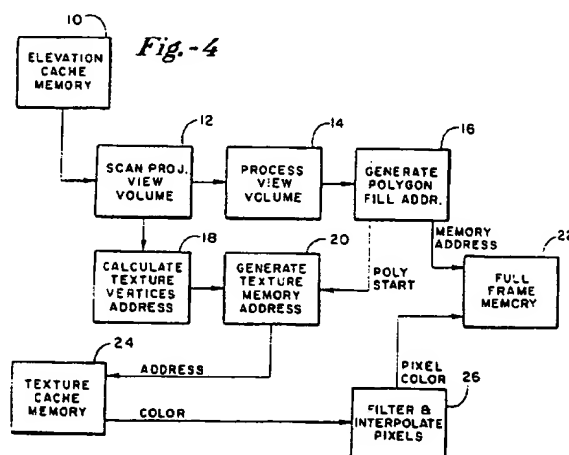 10
Fig.-4
ELEVATION
CACHE
MEMORY
12
14
16
SCAN PROJ.
VIEW
VOLUME
PROCESS
VIEW
VOLUME
GENERATE
POLYGON
FILL ADDR.
MEMORY
ADDRESS
18
20
22
CALCULATE
TEXTURE
VERTICES
ADDRESS
GENERATE
TEXTURE
MEMORY
ADDRESS
POLY
START
FULL
FRAME
MEMORY
24
ADDRESS
PIXEL
COLOR
26
TEXTURE
CACHE
MEMORY
COLOR
FILTER &
INTERPOLATE
PIXELS